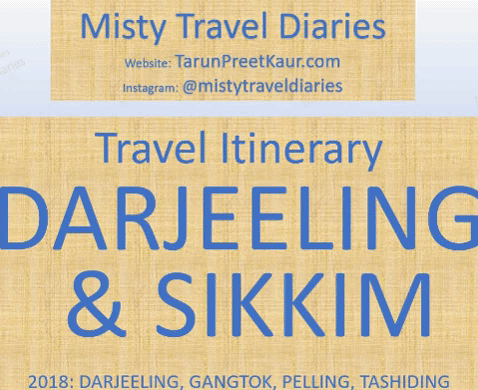 Misty Travel Diaries
Website: TarunPreetKaur.com
Instagram: @mistytraveldiaries
Travel Itinerary
DARJEELING
& SIKKIM
2018: DARJEELING, GANGTOK, PELLING, TASHIDING